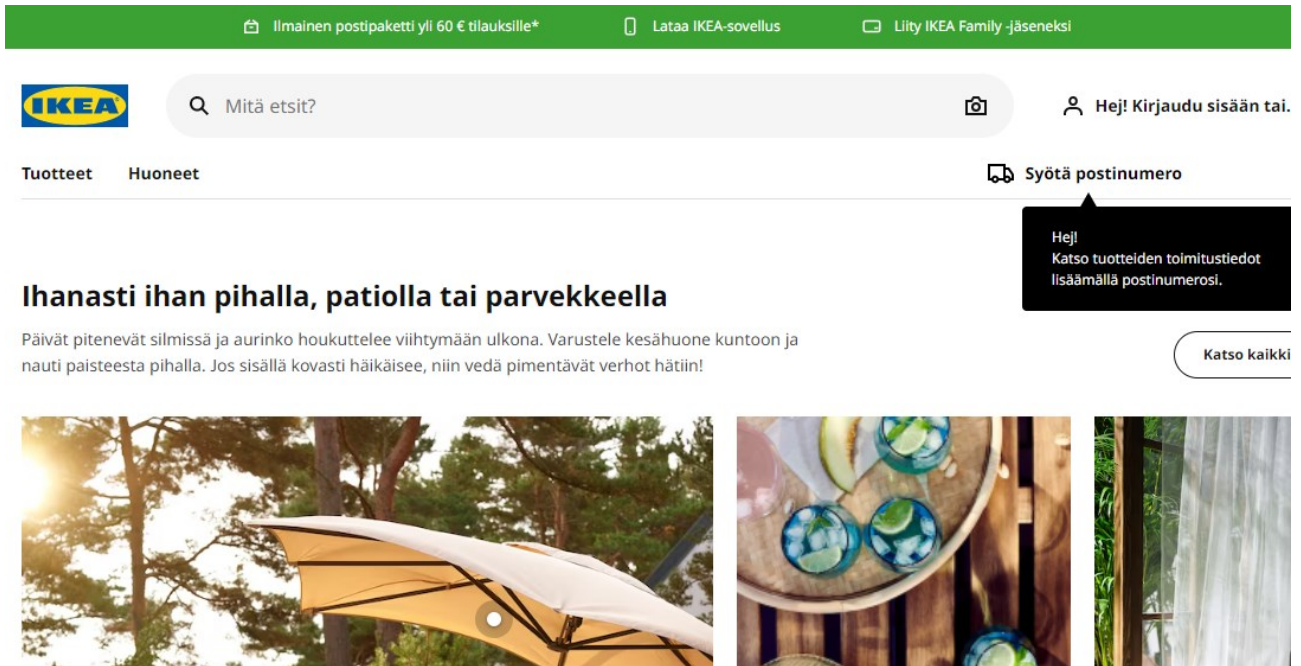 Ilmainen postipaketti yli 60 € tilauksille*
Lataa IKEA-sovellus
Liity IKEA Family -jäseneksi
IKEA
Mitä etsit?
Hej! Kirjaudu sisään tai.
Tuotteet
Huoneet
Syötä postinumero
Hej!
Katso tuotteiden toimitustiedot
lisäämällä postinumerosi.
Ihanasti ihan pihalla, patiolla tai parvekkeella
Päivät pitenevät silmissä ja aurinko houkuttelee viihtymään ulkona. Varustele kesähuone kuntoon ja
nauti paisteesta pihalla. Jos sisällä kovasti häikäisee, niin vedä pimentävät verhot hätiin!
Katso kaikki